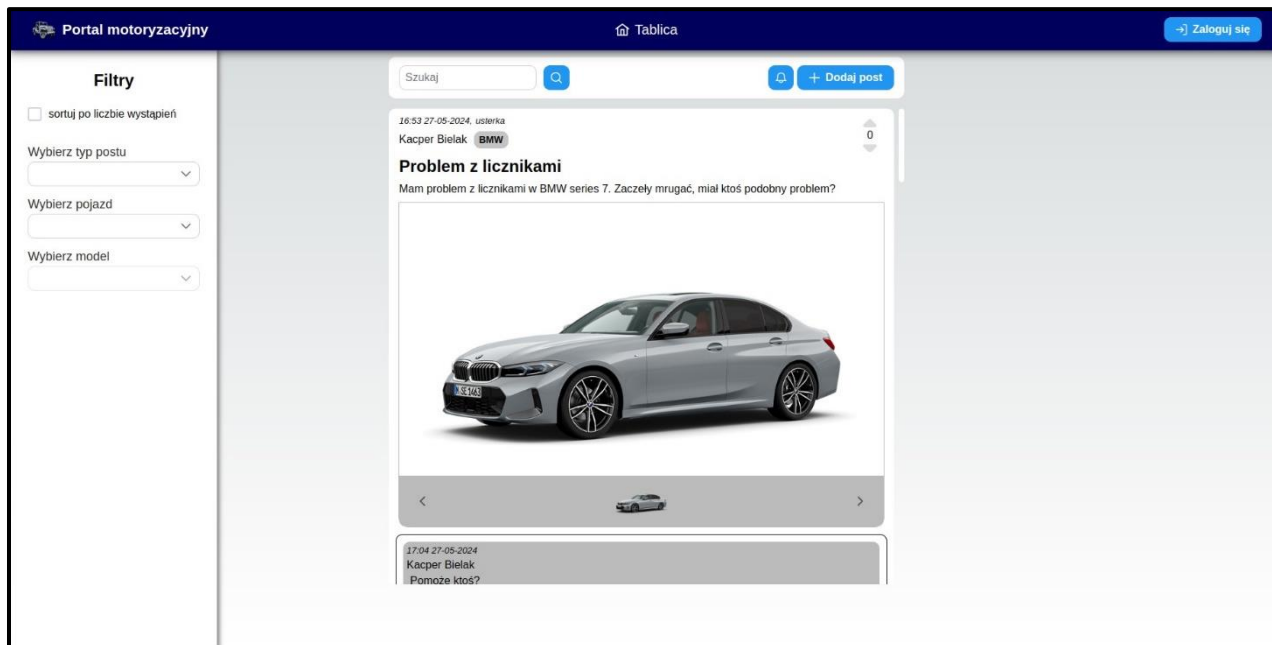 Portal motoryzacyjny
Tablica
Zaloguj się
Filtry
sortuj po liczbie wystąpień
Wybierz typ postu
Wybierz pojazd
Wybierz model
Szukaj
Dodaj post
16:53 27-05-2024, usterka
Kacper Bielak BMW
0
Problem z licznikami
Mam problem z licznikami w BMW series 7. Zaczeły mrugać, miał ktoś podobny problem?
M·SE 1463
17:04 27-05-2024
Kacper Bielak
Pomoże ktoś?